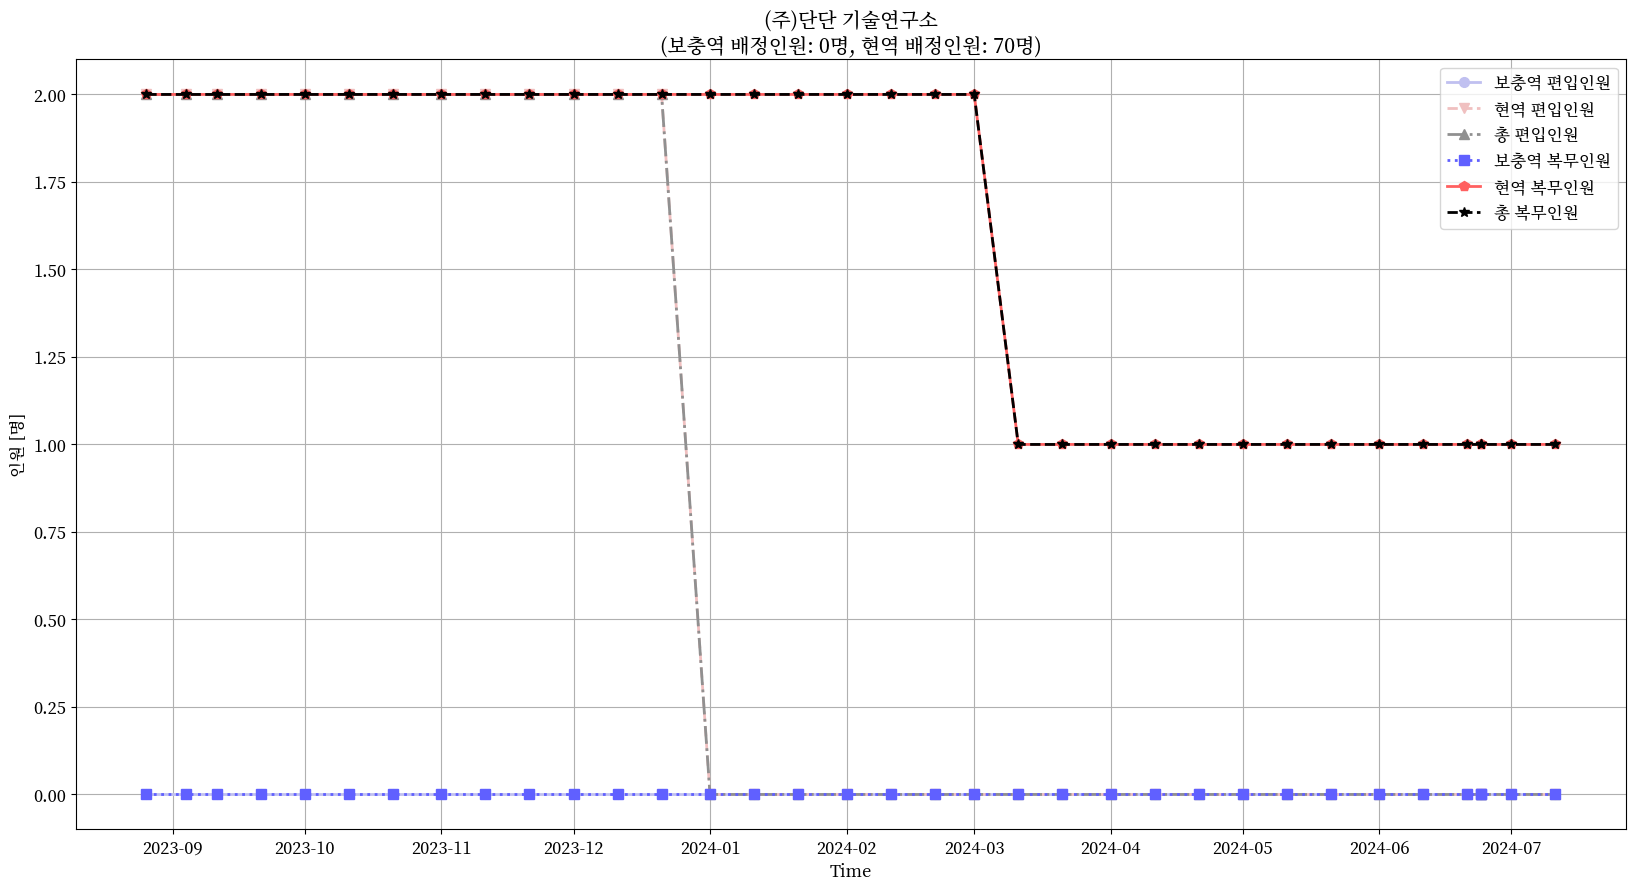 (주)단단 기술연구소
(보충역 배정인원: 0명, 현역 배정인원: 70명)
보충역 편입인원
현역 편입인원
총 편입인원
보충역 복무인원
현역 복무인원
총 복무인원
인원 [명]
2.00
1.75
1.50
1.25
1.00
0.75
0.50
0.25
0.00
2023-09 2023-10 2023-11 2023-12 2024-01 2024-02 2024-03 2024-04 2024-05 2024-06 2024-07
Time